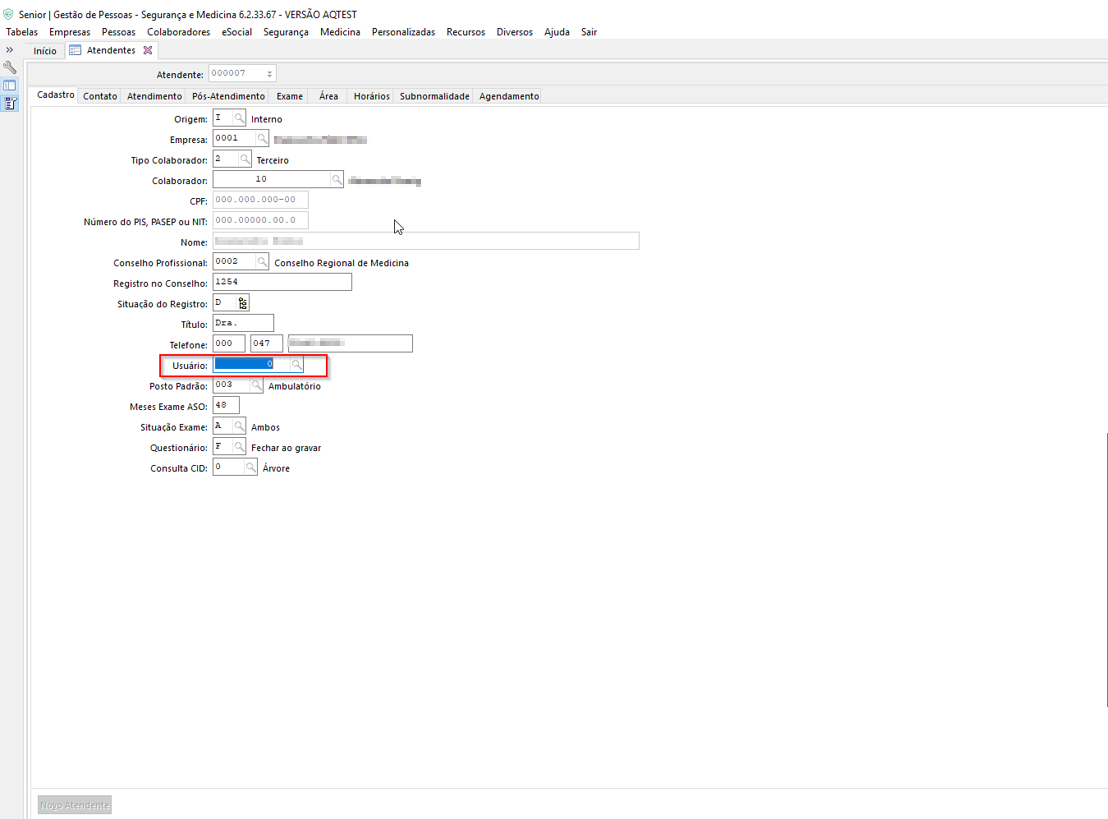 Senior | Gestão de Pessoas - Segurança e Medicina 6.2.33.67 - VERSÃO AQTEST
Tabelas Empresas Pessoas Colaboradores eSocial Segurança Medicina Personalizadas Recursos Diversos Ajuda Sair
Início Atendentes
Atendente: 000007
Cadastro Contato Atendimento Pós-Atendimento Exame Área Horários Subnormalidade Agendamento
Origem: I Interno
Empresa: 0001
Tipo Colaborador: 2 Terceiro
Colaborador: 10
CPF: 000.000.000-00
Número do PIS, PASEP ou NIT: 000.00000.00.0
Nome:
Conselho Profissional: 0002 Conselho Regional de Medicina
Registro no Conselho: 1254
Situação do Registro: D
Título: Dra.
Telefone: 000 047
Usuário: 0
Posto Padrão: 003 Ambulatório
Meses Exame ASO: 48
Situação Exame: A Ambos
Questionário: F Fechar ao gravar
Consulta CID: 0 Árvore
Novo Atendente